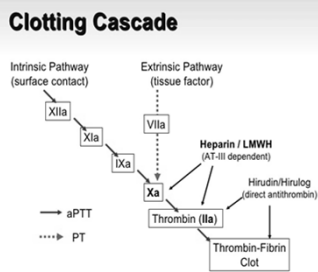 Clotting Cascade
Intrinsic Pathway
(surface contact)
Extrinsic Pathway
(tissue factor)
XIIa
VIIa
XIa
Heparin / LMWH
(AT-III dependent)
IXa
Hirudin/Hirulog
(direct antithrombin)
Xa
aPTT
Thrombin (IIa)
PT
Thrombin-Fibrin
Clot